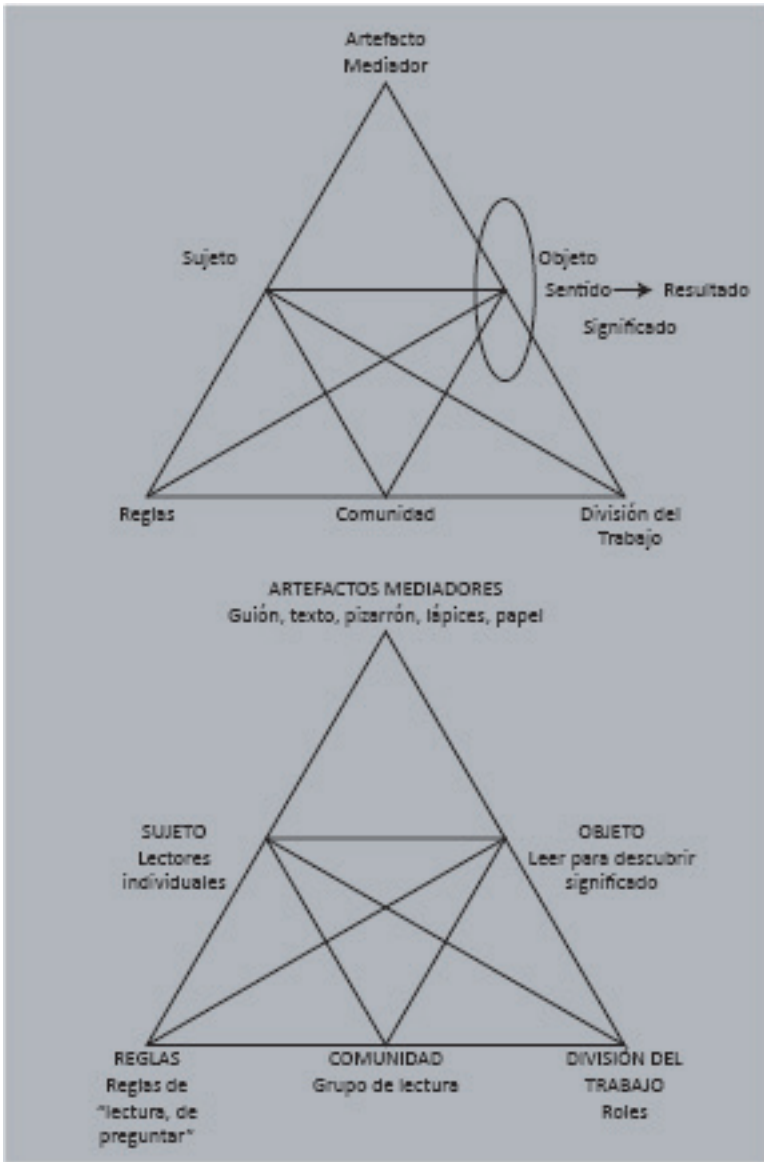 Artefacto
Mediador
Sujeto
Objeto
Sentido → Resultado
Significado
Reglas
Comunidad
División del
Trabajo
ARTEFACTOS MEDIADORES
Guión, texto, pizarrón, lápices, papel
SUJETO
Lectores
individuales
OBJETO
Leer para descubrir
significado
REGLAS
Reglas de
"lectura, de
preguntar"
COMUNIDAD
Grupo de lectura
DIVISIÓN DEL
TRABAJO
Roles